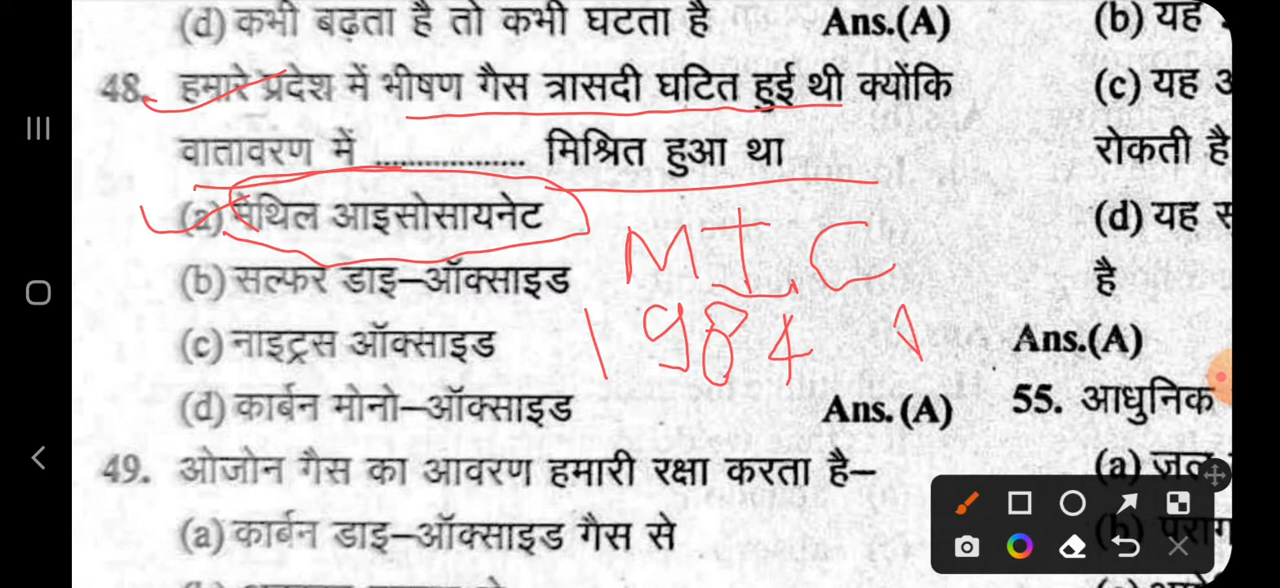 (d) कभी बढ़ता है तो कभी घटता है Ans.(A)
48. हमारे प्रदेश में भीषण गैस त्रासदी घटित हुई थी क्योंकि
वातावरण में .................. मिश्रित हुआ था
(a) मेथिल आइसोसायनेट
(b) सल्फर डाइ–ऑक्साइड
(c) नाइट्रस ऑक्साइड
(d) कार्बन मोनो–ऑक्साइड Ans. (A)
49. ओजोन गैस का आवरण हमारी रक्षा करता है–
(a) कार्बन डाइ–ऑक्साइड गैस से
M.I.C
1984
(b) यह
(c) यह
रोकती है
(d) यह
है
Ans.(A)
55. आधुनिक
(a) जल
(b)